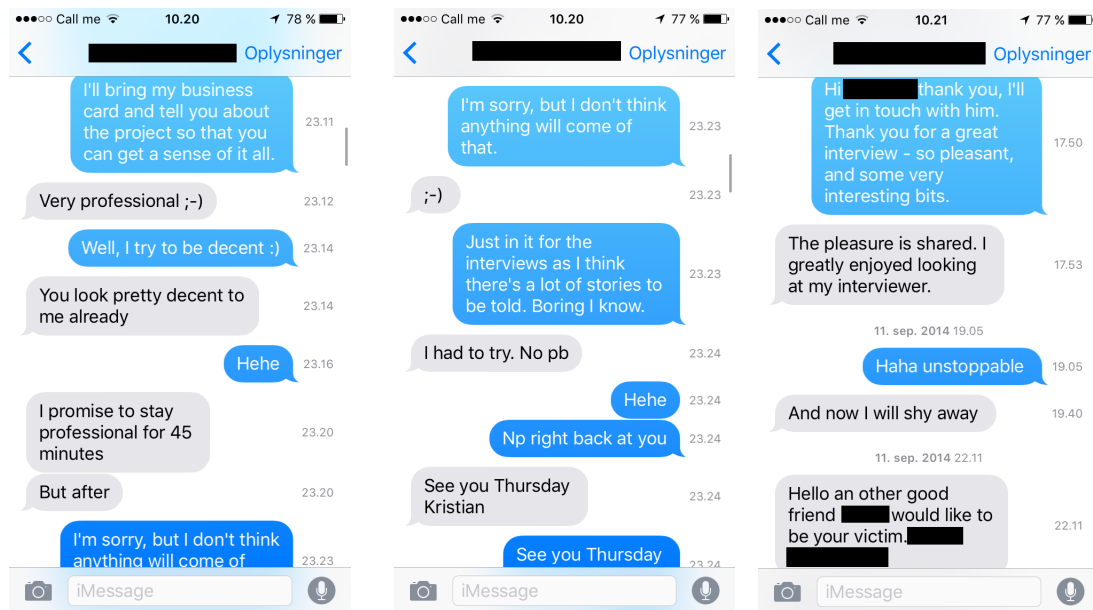 Call me 10.20 78 %
Oplysninger
I'll bring my business
card and tell you about
the project so that you
can get a sense of it all.
23.11
Very professional ;-)
23.12
Well, I try to be decent :)
23.14
You look pretty decent to
me already
23.14
Hehe
23.16
I promise to stay
professional for 45
minutes
23.20
But after
23.20
I'm sorry, but I don't think
anything will come of
23.23
iMessage
Call me 10.20 77 %
Oplysninger
I'm sorry, but I don't think
anything will come of
that.
23.23
;-)
23.23
Just in it for the
interviews as I think
there's a lot of stories to
be told. Boring I know.
23.23
I had to try. No pb
23.24
Hehe
23.24
Np right back at you
23.24
See you Thursday
Kristian
23.24
See you Thursday
23.24
iMessage
Call me 10.21 77 %
Oplysninger
Hi thank you, I'll
get in touch with him.
Thank you for a great
interview - so pleasant,
and some very
interesting bits.
17.50
The pleasure is shared. I
greatly enjoyed looking
at my interviewer.
17.53
11. sep. 2014 19.05
Haha unstoppable
19.05
And now I will shy away
19.40
11. sep. 2014 22.11
Hello an other good
friend would like to
be your victim.
22.11
iMessage